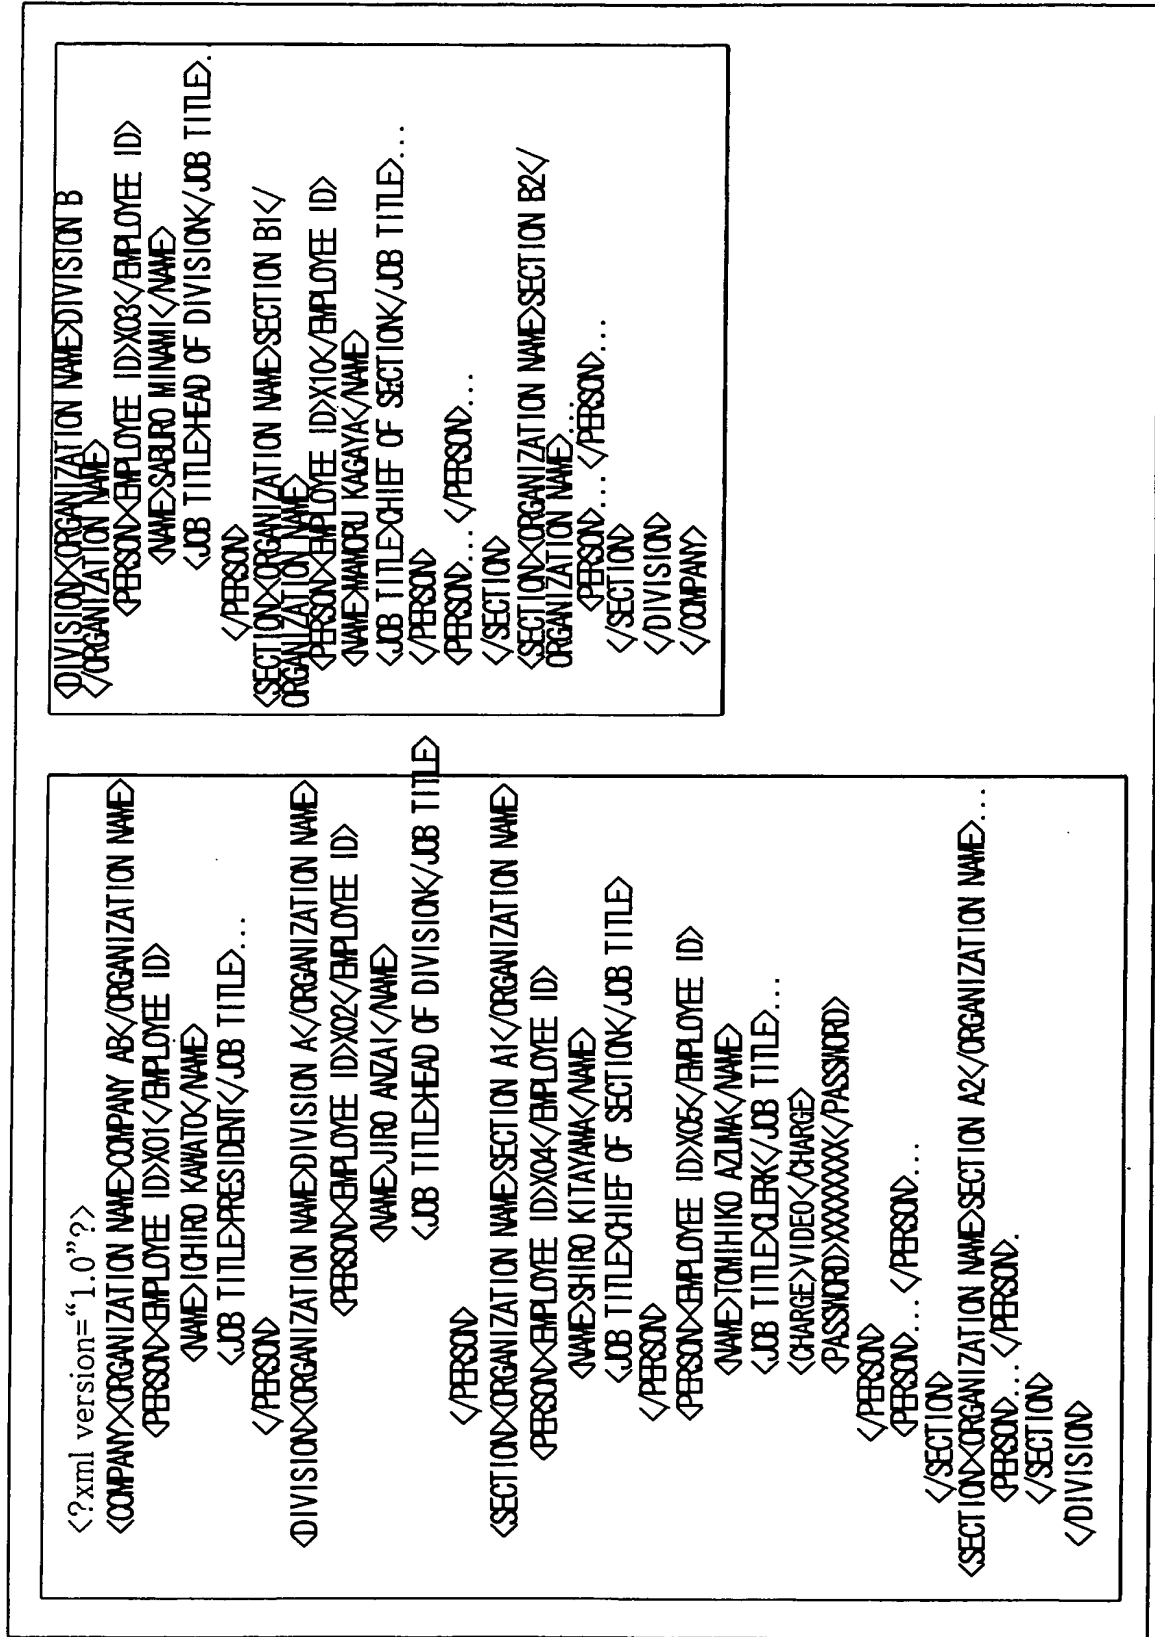 <?xml version="1.0"?>
<COMPANY><ORGANIZATION NAME>COMPANY AB</ORGANIZATION NAME>
<PERSON><EMPLOYEE ID>X01</EMPLOYEE ID>
<NAME>ICHIRO KAWATO</NAME>
<JOB TITLE>PRESIDENT</JOB TITLE>...
</PERSON>
<DIVISION><ORGANIZATION NAME>DIVISION A</ORGANIZATION NAME>
<PERSON><EMPLOYEE ID>X02</EMPLOYEE ID>
<NAME>JIRO ANZAI</NAME>
<JOB TITLE>HEAD OF DIVISION</JOB TITLE>
</PERSON>
<SECTION><ORGANIZATION NAME>SECTION A1</ORGANIZATION NAME>
<PERSON><EMPLOYEE ID>X04</EMPLOYEE ID>
<NAME>SHIRO KITAYAMA</NAME>
<JOB TITLE>CHIEF OF SECTION</JOB TITLE>
</PERSON>
<PERSON><EMPLOYEE ID>X05</EMPLOYEE ID>
<NAME>TOMIHIKO AZUMA</NAME>
<JOB TITLE>CLERK</JOB TITLE>...
<CHARGE>VIDEO</CHARGE>
<PASSWORD>XXXXXXXX</PASSWORD>
</PERSON>
<PERSON>... </PERSON>...
</SECTION>
<SECTION><ORGANIZATION NAME>SECTION A2</ORGANIZATION NAME>...
<PERSON>... </PERSON>.
</SECTION>
</DIVISION>
<DIVISION><ORGANIZATION NAME>DIVISION B
</ORGANIZATION NAME>
<PERSON><EMPLOYEE ID>X03</EMPLOYEE ID>
<NAME>SABURO MINAMI</NAME>
<JOB TITLE>HEAD OF DIVISION</JOB TITLE>..
</PERSON>
<SECTION><ORGANIZATION NAME>SECTION B1</
ORGANIZATION NAME>
<PERSON><EMPLOYEE ID>X10</EMPLOYEE ID>
<NAME>MAMORU KAGAYA</NAME>
<JOB TITLE>CHIEF OF SECTION</JOB TITLE>...
</PERSON>
<PERSON>... </PERSON>...
</SECTION>
<SECTION><ORGANIZATION NAME>SECTION B2</
ORGANIZATION NAME>...
<PERSON>... </PERSON>...
</SECTION>
</DIVISION>
</COMPANY>